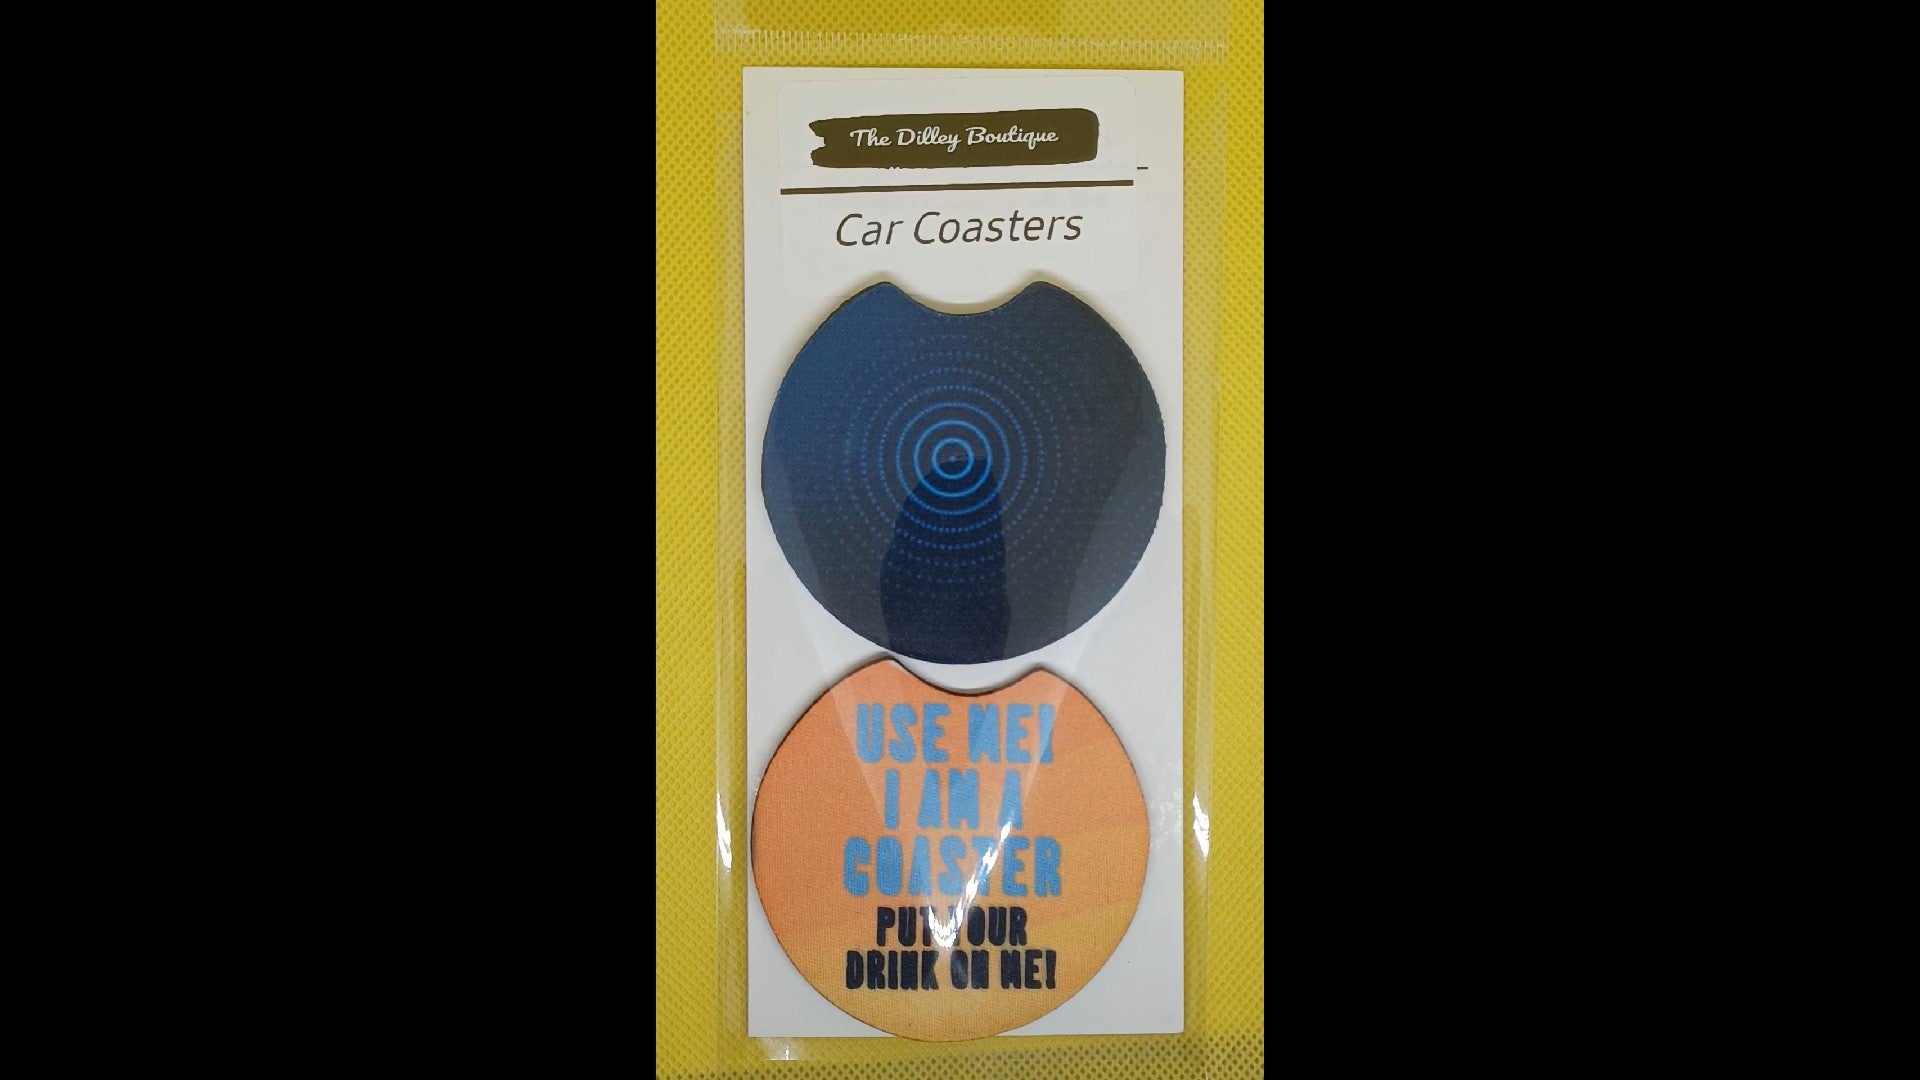 The Dilley Boutique
Car Coasters
USE ME!
I AM A
COASTER
PUT YOUR
DRINK ON ME!